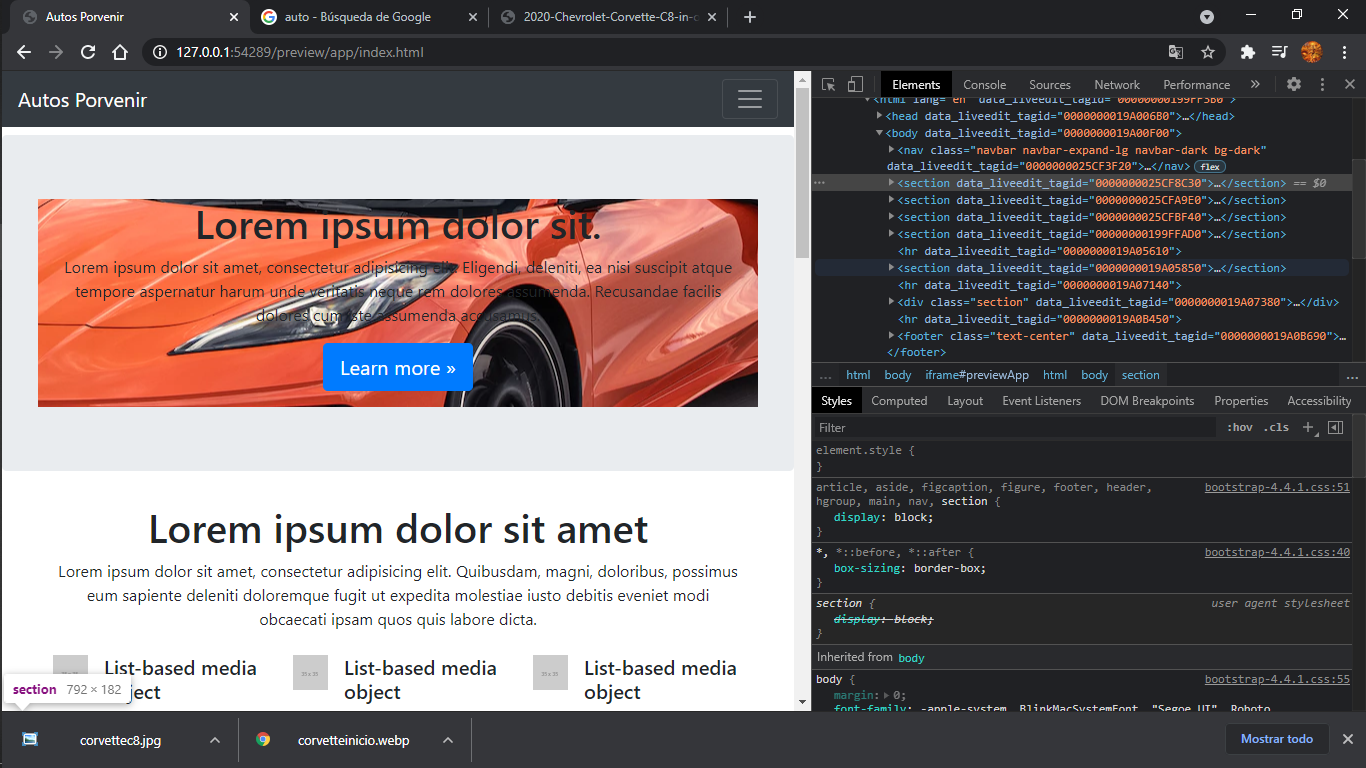 Autos Porvenir
auto - Búsqueda de Google
2020-Chevrolet-Corvette-C8-in-o
127.0.0.1:54289/preview/app/index.html
Autos Porvenir
Lorem ipsum dolor sit.
Lorem ipsum dolor sit amet, consectetur adipisicing elit. Eligendi, deleniti, ea nisi suscipit atque
tempore aspernatur harum unde veritatis neque rem dolores assumenda. Recusandae facilis
dolores cum iste assumenda accusamus.
Learn more »
Lorem ipsum dolor sit amet
Lorem ipsum dolor sit amet, consectetur adipisicing elit. Quibusdam, magni, doloribus, possimus
eum sapiente deleniti doloremque fugit ut expedita molestiae iusto debitis eveniet modi
obcaecati ipsam quos quis labore dicta.
List-based media
object
List-based media
object
List-based media
object
section 792 × 182
Elements Console Sources Network Performance »
<html lang="en" data_liveedit_tagid="00000000199FF3B0">
<head data_liveedit_tagid="0000000019A006B0">…</head>
<body data_liveedit_tagid="0000000019A00F00">
<nav class="navbar navbar-expand-lg navbar-dark bg-dark"
data_liveedit_tagid="0000000025CF3F20">…</nav> flex
… <section data_liveedit_tagid="0000000025CF8C30">…</section> == $0
<section data_liveedit_tagid="0000000025CFA9E0">…</section>
<section data_liveedit_tagid="0000000025CFBF40">…</section>
<section data_liveedit_tagid="00000000199FFAD0">…</section>
<hr data_liveedit_tagid="0000000019A05610">
<section data_liveedit_tagid="0000000019A05850">…</section>
<hr data_liveedit_tagid="0000000019A07140">
<div class="section" data_liveedit_tagid="0000000019A07380">…</div>
<hr data_liveedit_tagid="0000000019A0B450">
<footer class="text-center" data_liveedit_tagid="0000000019A0B690">…
</footer>
… html body iframe#previewApp html body section …
Styles Computed Layout Event Listeners DOM Breakpoints Properties Accessibility
Filter :hov .cls +
element.style {
}
article, aside, figcaption, figure, footer, header, bootstrap-4.4.1.css:51
hgroup, main, nav, section {
display: block;
}
*, *::before, *::after { bootstrap-4.4.1.css:40
box-sizing: border-box;
}
section { user agent stylesheet
display: block;
}
Inherited from body
body { bootstrap-4.4.1.css:55
margin: 0;
font-family: -apple-system, BlinkMacSystemFont, "Segoe UI", Roboto,
corvettec8.jpg
corvetteinicio.webp
Mostrar todo